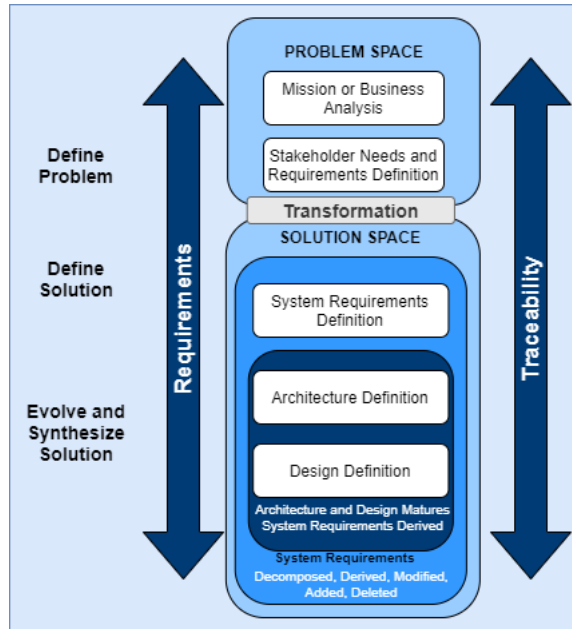 PROBLEM SPACE
Mission or Business
Analysis
Define
Problem
Stakeholder Needs and
Requirements Definition
Transformation
SOLUTION SPACE
Define
Solution
Requirements
Traceability
System Requirements
Definition
Evolve and
Synthesize
Solution
Architecture Definition
Design Definition
Architecture and Design Matures
System Requirements Derived
System Requirements
Decomposed, Derived, Modified,
Added, Deleted